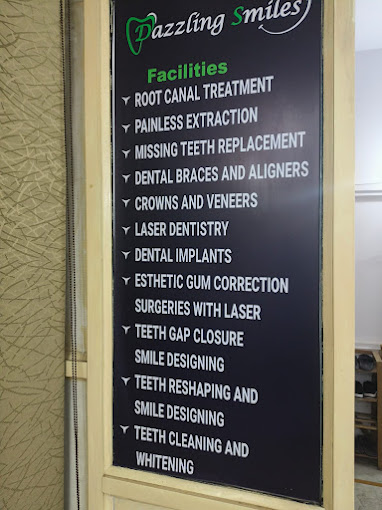 Dazzling Smiles
Facilities
ROOT CANAL TREATMENT
PAINLESS EXTRACTION
MISSING TEETH REPLACEMENT
DENTAL BRACES AND ALIGNERS
CROWNS AND VENEERS
LASER DENTISTRY
DENTAL IMPLANTS
ESTHETIC GUM CORRECTION
SURGERIES WITH LASER
TEETH GAP CLOSURE
SMILE DESIGNING
TEETH RESHAPING AND
SMILE DESIGNING
TEETH CLEANING AND
WHITENING